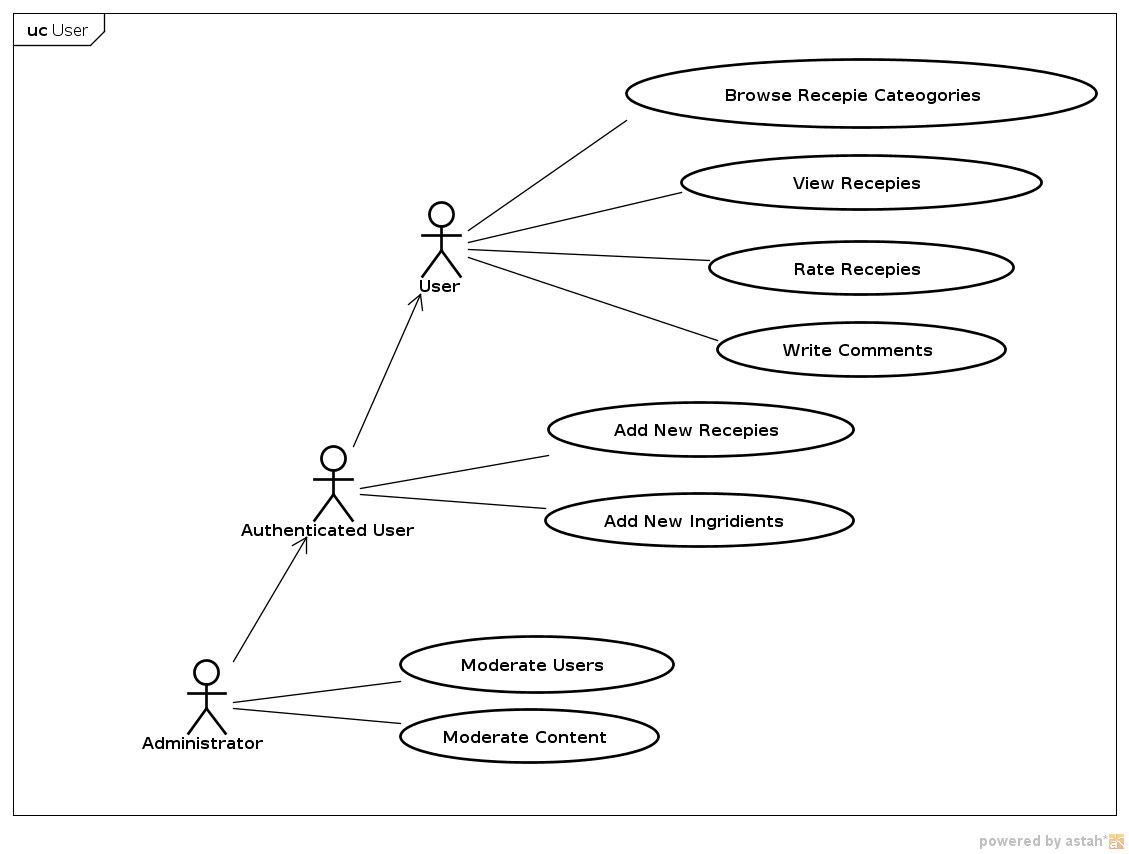 uc User
Browse Recepie Cateogories
View Recepies
Rate Recepies
User
Write Comments
Add New Recepies
Add New Ingridients
Authenticated User
Moderate Users
Moderate Content
Administrator
powered by astah*